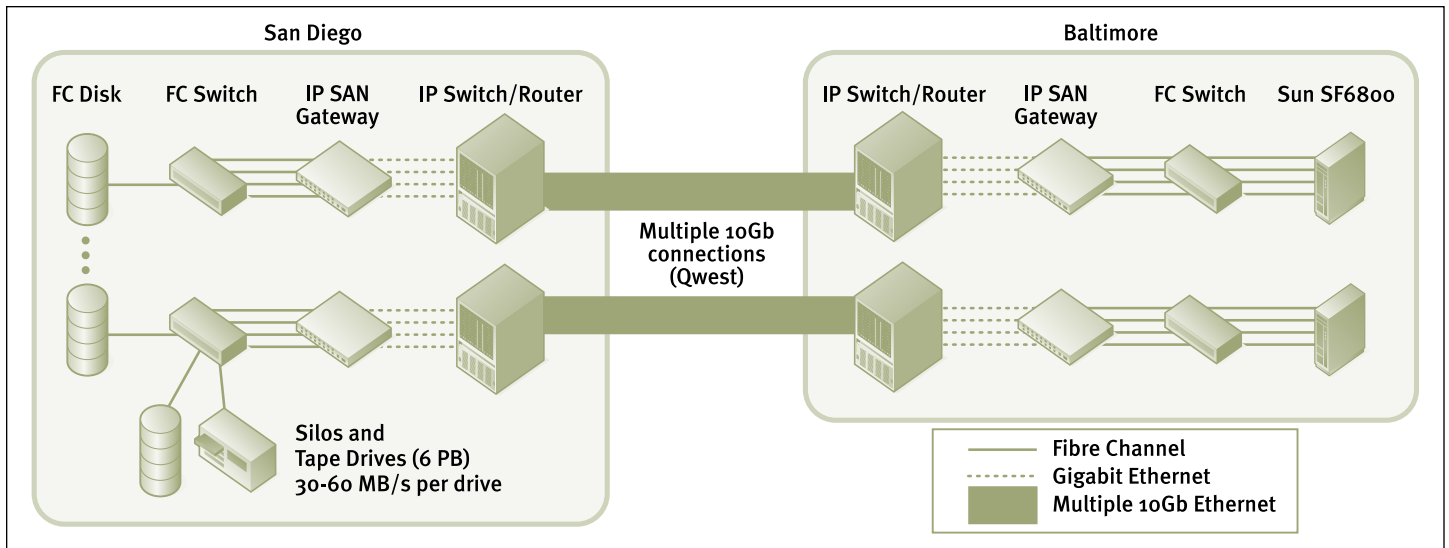 San Diego
Baltimore
FC Disk
FC Switch
IP SAN
Gateway
IP Switch/Router
IP Switch/Router
IP SAN
Gateway
FC Switch
Sun SF6800
Multiple 10Gb
connections
(Qwest)
Silos and
Tape Drives (6 PB)
30-60 MB/s per drive
Fibre Channel
Gigabit Ethernet
Multiple 10Gb Ethernet